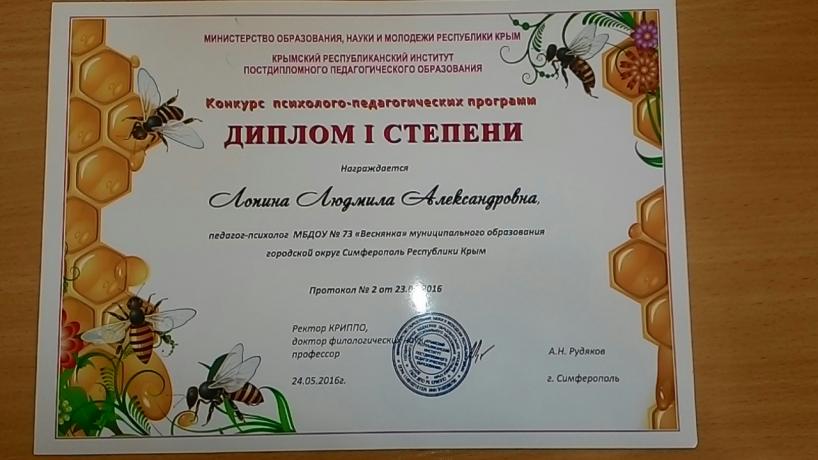 МИНИСТЕРСТВО ОБРАЗОВАНИЯ, НАУКИ И МОЛОДЕЖИ РЕСПУБЛИКИ КРЫМ
КРЫМСКИЙ РЕСПУБЛИКАНСКИЙ ИНСТИТУТ
ПОСТДИПЛОМНОГО ПЕДАГОГИЧЕСКОГО ОБРАЗОВАНИЯ
Конкурс психолого-педагогических программ
ДИПЛОМ I СТЕПЕНИ
Награждается
Лопина Людмила Александровна,
педагог-психолог МБДОУ № 73 «Веснянка» муниципального образования
городской округ Симферополь Республики Крым
Протокол № 2 от
Ректор КРИППО,
доктор филологических наук,
профессор
А.Н. Рудяков
24.05.2016г.
г. Симферополь